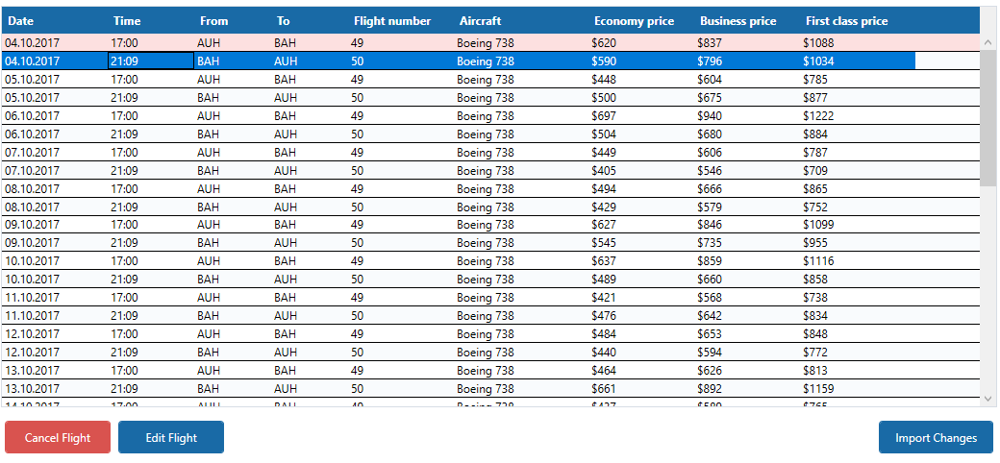 Date Time From To Flight number Aircraft Economy price Business price First class price
04.10.2017 17:00 AUH BAH 49 Boeing 738 $620 $837 $1088
04.10.2017 21:09 BAH AUH 50 Boeing 738 $590 $796 $1034
05.10.2017 17:00 AUH BAH 49 Boeing 738 $448 $604 $785
05.10.2017 21:09 BAH AUH 50 Boeing 738 $500 $675 $877
06.10.2017 17:00 AUH BAH 49 Boeing 738 $697 $940 $1222
06.10.2017 21:09 BAH AUH 50 Boeing 738 $504 $680 $884
07.10.2017 17:00 AUH BAH 49 Boeing 738 $449 $606 $787
07.10.2017 21:09 BAH AUH 50 Boeing 738 $405 $546 $709
08.10.2017 17:00 AUH BAH 49 Boeing 738 $494 $666 $865
08.10.2017 21:09 BAH AUH 50 Boeing 738 $429 $579 $752
09.10.2017 17:00 AUH BAH 49 Boeing 738 $627 $846 $1099
09.10.2017 21:09 BAH AUH 50 Boeing 738 $545 $735 $955
10.10.2017 17:00 AUH BAH 49 Boeing 738 $637 $859 $1116
10.10.2017 21:09 BAH AUH 50 Boeing 738 $489 $660 $858
11.10.2017 17:00 AUH BAH 49 Boeing 738 $421 $568 $738
11.10.2017 21:09 BAH AUH 50 Boeing 738 $476 $642 $834
12.10.2017 17:00 AUH BAH 49 Boeing 738 $484 $653 $848
12.10.2017 21:09 BAH AUH 50 Boeing 738 $440 $594 $772
13.10.2017 17:00 AUH BAH 49 Boeing 738 $464 $626 $813
13.10.2017 21:09 BAH AUH 50 Boeing 738 $661 $892 $1159
14.10.2017 17:00 AUH BAH 49 Boeing 738
Cancel Flight Edit Flight Import Changes